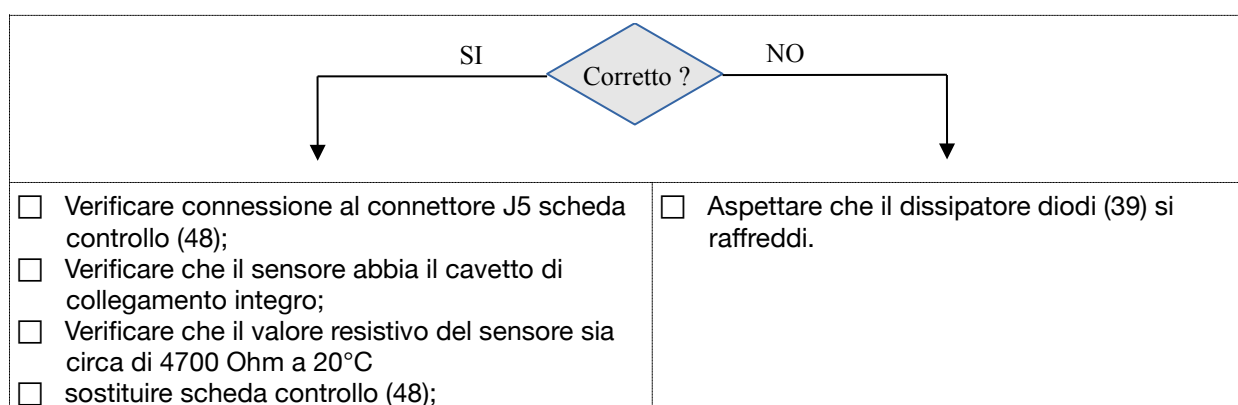 SI
Corretto ?
NO
Verificare connessione al connettore J5 scheda
controllo (48);
Verificare che il sensore abbia il cavetto di
collegamento integro;
Verificare che il valore resistivo del sensore sia
circa di 4700 Ohm a 20°C
sostituire scheda controllo (48);
Aspettare che il dissipatore diodi (39) si
raffreddi.